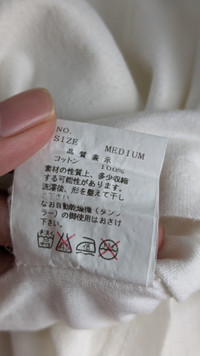 NO.
SIZE MEDIUM
品質表示
コットン 100%
素材の性質上、多少収縮
する可能性があります。
洗濯後、形を整えて干し
て下さい。
なお自動乾燥機(タンブ
ラー)の御使用はおさけ
下さい。